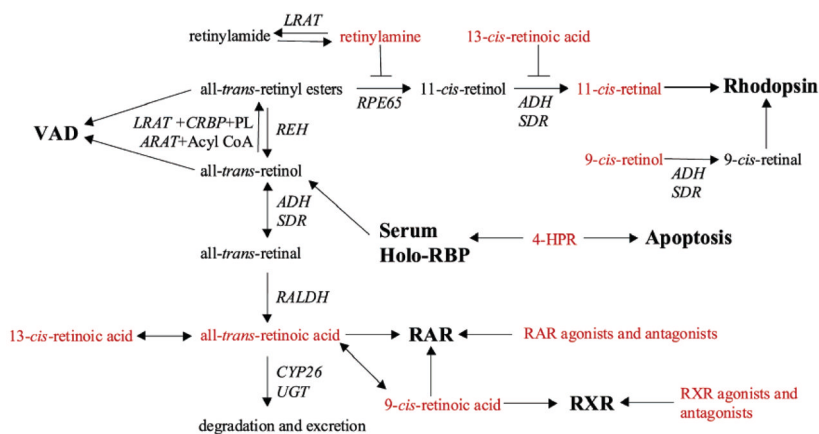 LRAT
retinylamide
retinylamine
13-cis-retinoic acid
all-trans-retinyl esters
RPE65
11-cis-retinol
ADH
SDR
11-cis-retinal
Rhodopsin
VAD
LRAT +CRBP+PL
ARAT+Acyl CoA
REH
9-cis-retinol
ADH
SDR
9-cis-retinal
all-trans-retinol
ADH
SDR
Serum
Holo-RBP
4-HPR
Apoptosis
all-trans-retinal
RALDH
13-cis-retinoic acid
all-trans-retinoic acid
RAR
RAR agonists and antagonists
CYP26
UGT
9-cis-retinoic acid
RXR
RXR agonists and
antagonists
degradation and excretion